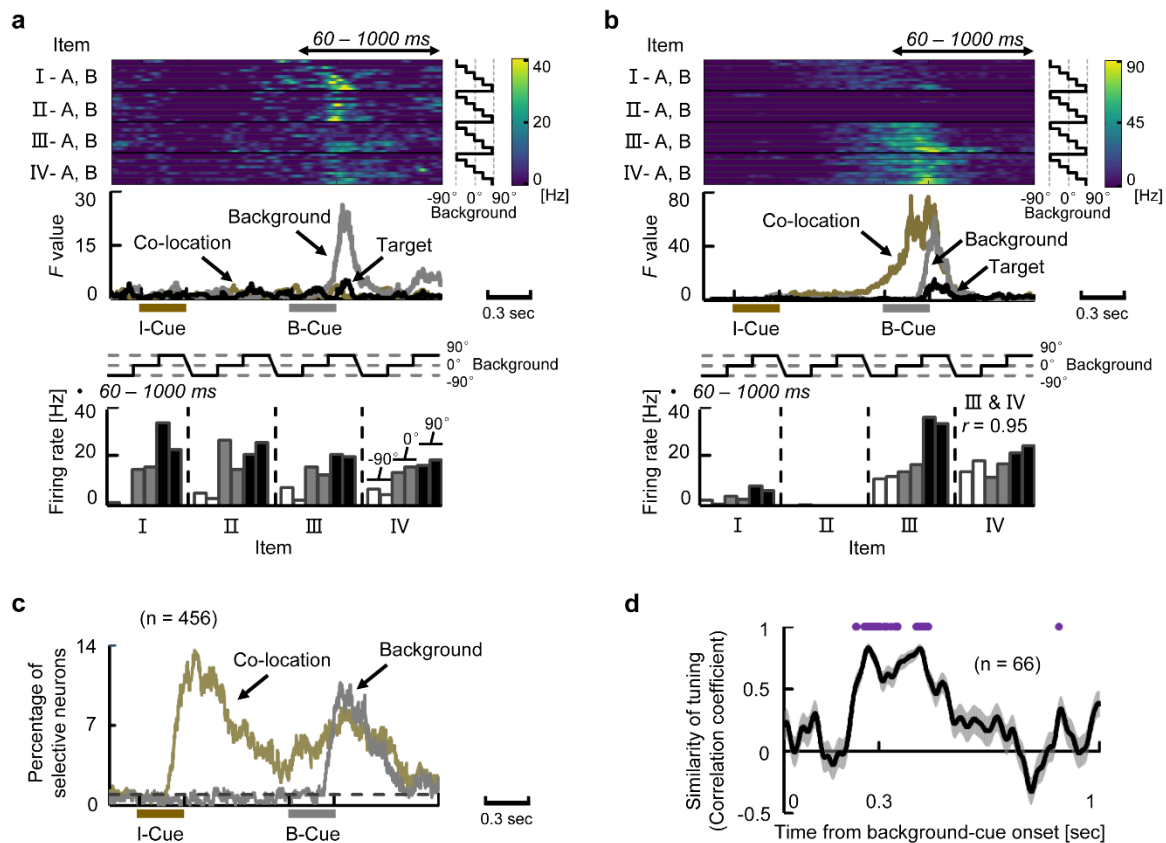 a
Item
60 – 1000 ms
I - A, B
II - A, B
III - A, B
IV - A, B
40
20
0
[Hz]
-90° 0° 90°
Background
30
15
0
F value
Background
Co-location
Target
I-Cue
B-Cue
0.3 sec
90°
0° Background
-90°
60 – 1000 ms
Firing rate [Hz]
40
20
0
-90°
0°
90°
I II III IV
Item
b
60 – 1000 ms
Item
I - A, B
II - A, B
III - A, B
IV - A, B
90
45
0
[Hz]
-90° 0° 90°
Background
80
40
0
F value
Co-location
Background
Target
I-Cue
B-Cue
0.3 sec
90°
0° Background
-90°
60 – 1000 ms
III & IV
r = 0.95
Firing rate [Hz]
40
20
0
I II III IV
Item
c
(n = 456)
14
7
0
Percentage of
selective neurons
Co-location
Background
I-Cue
B-Cue
0.3 sec
d
1
0.5
0
-0.5
Similarity of tuning
(Correlation coefficient)
(n = 66)
0 0.3 1
Time from background-cue onset [sec]